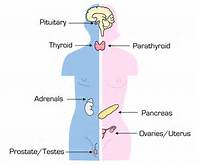 Pituitary
Thyroid
Parathyroid
Adrenals
Pancreas
Ovaries/Uterus
Prostate/Testes